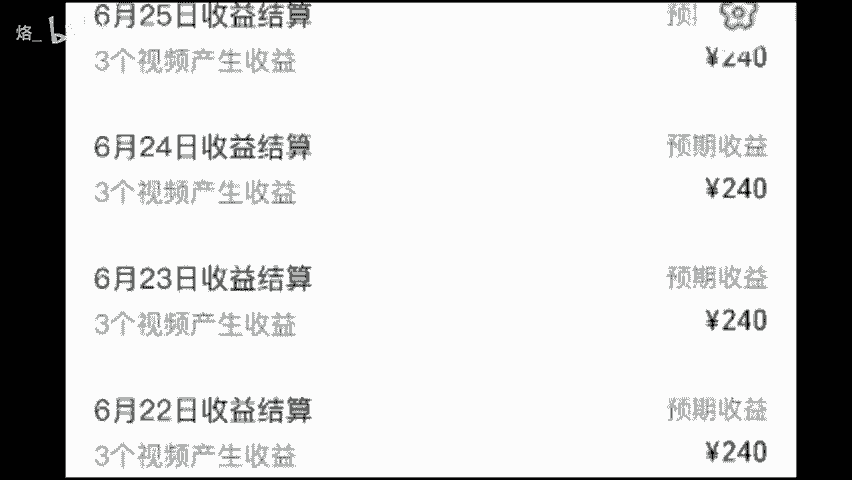 烙_
6月25日收益结算
3个视频产生收益
¥240
6月24日收益结算 预期收益
3个视频产生收益 ¥240
6月23日收益结算 预期收益
3个视频产生收益 ¥240
6月22日收益结算 预期收益
3个视频产生收益 ¥240